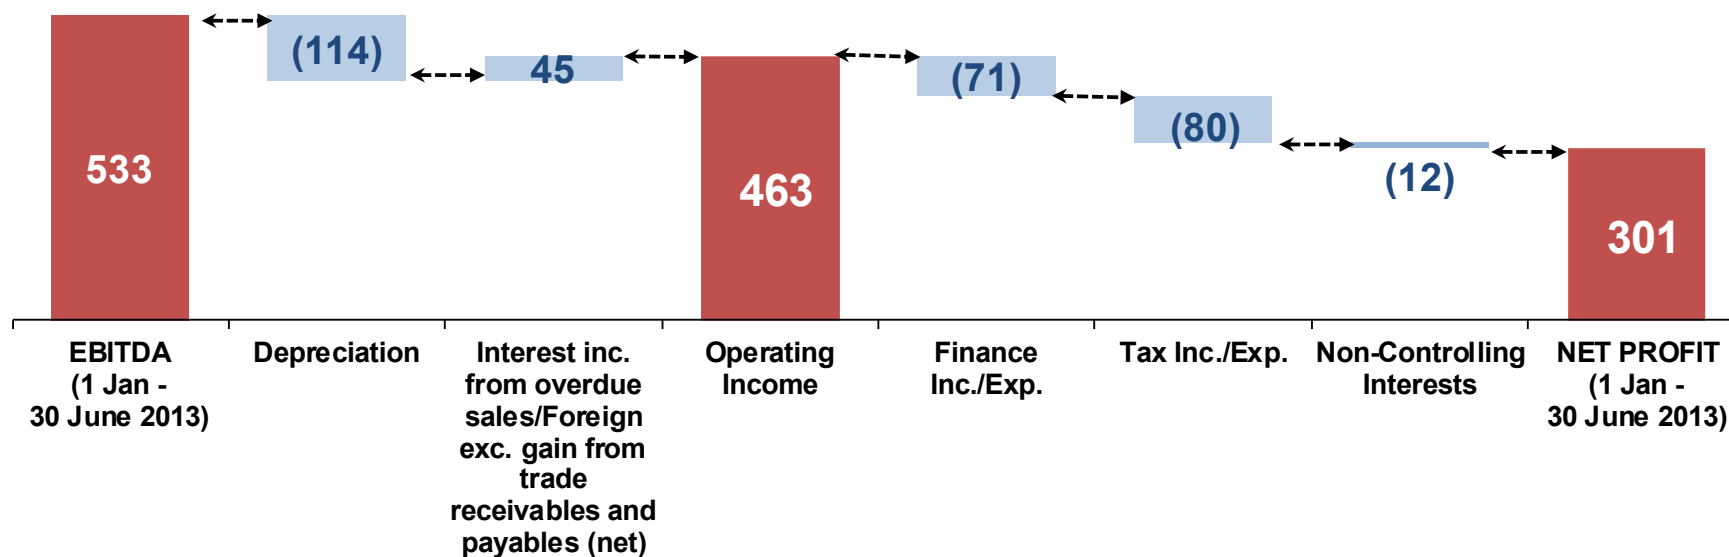 533
(114)
45
463
(71)
(80)
(12)
301
EBITDA
(1 Jan -
30 June 2013)
Depreciation
Interest inc.
from overdue
sales/Foreign
exc. gain from
trade
receivables and
payables (net)
Operating
Income
Finance
Inc./Exp.
Tax Inc./Exp.
Non-Controlling
Interests
NET PROFIT
(1 Jan -
30 June 2013)